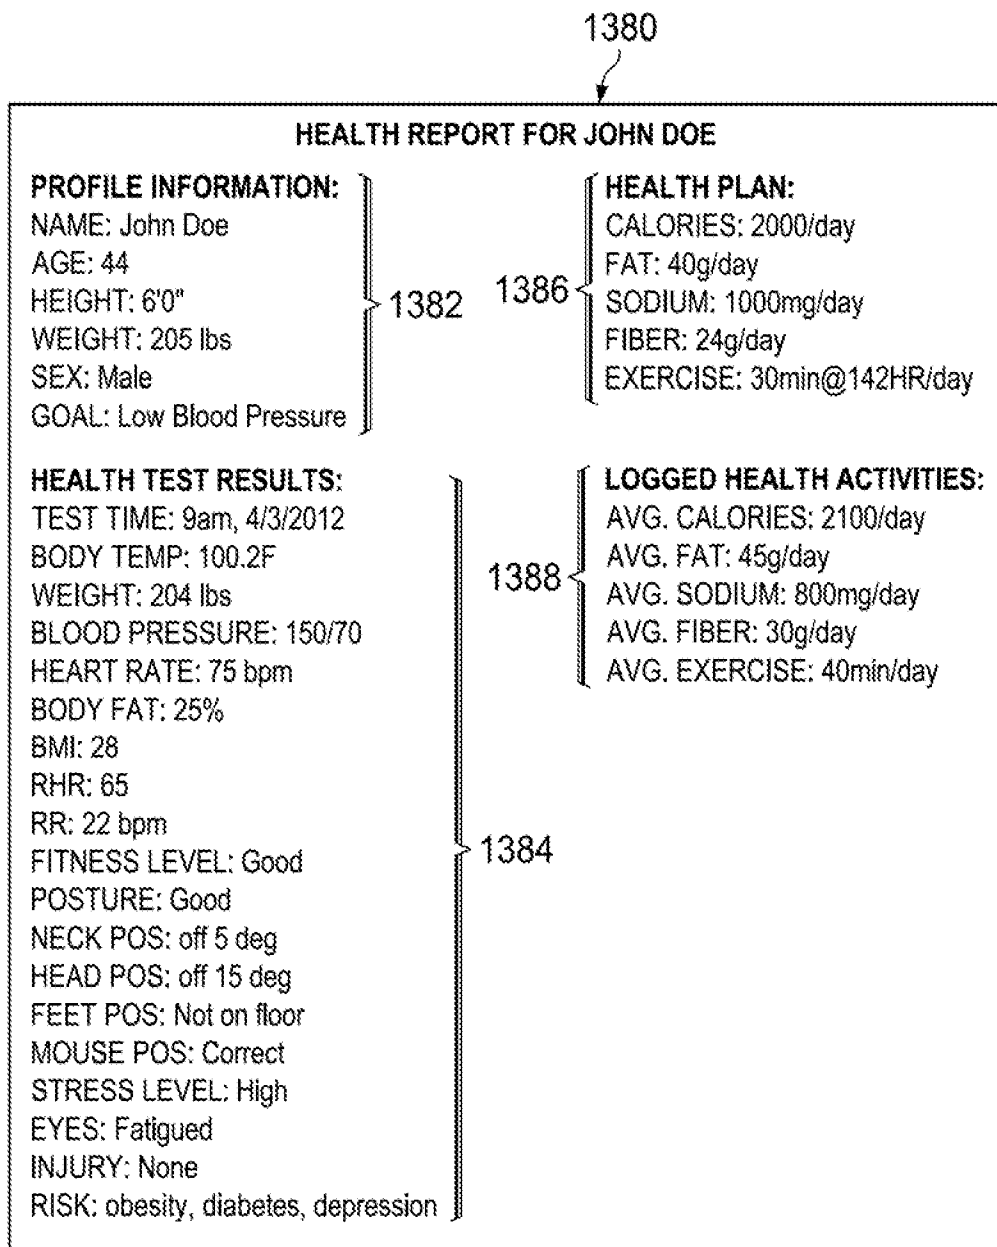 1380
HEALTH REPORT FOR JOHN DOE
PROFILE INFORMATION:
NAME: John Doe
AGE: 44
HEIGHT: 6'0"
WEIGHT: 205 lbs
SEX: Male
GOAL: Low Blood Pressure
1382
HEALTH PLAN:
CALORIES: 2000/day
FAT: 40g/day
SODIUM: 1000mg/day
FIBER: 24g/day
EXERCISE: 30min@142HR/day
1386
HEALTH TEST RESULTS:
TEST TIME: 9am, 4/3/2012
BODY TEMP: 100.2F
WEIGHT: 204 lbs
BLOOD PRESSURE: 150/70
HEART RATE: 75 bpm
BODY FAT: 25%
BMI: 28
RHR: 65
RR: 22 bpm
FITNESS LEVEL: Good
POSTURE: Good
NECK POS: off 5 deg
HEAD POS: off 15 deg
FEET POS: Not on floor
MOUSE POS: Correct
STRESS LEVEL: High
EYES: Fatigued
INJURY: None
RISK: obesity, diabetes, depression
1384
LOGGED HEALTH ACTIVITIES:
AVG. CALORIES: 2100/day
AVG. FAT: 45g/day
AVG. SODIUM: 800mg/day
AVG. FIBER: 30g/day
AVG. EXERCISE: 40min/day
1388